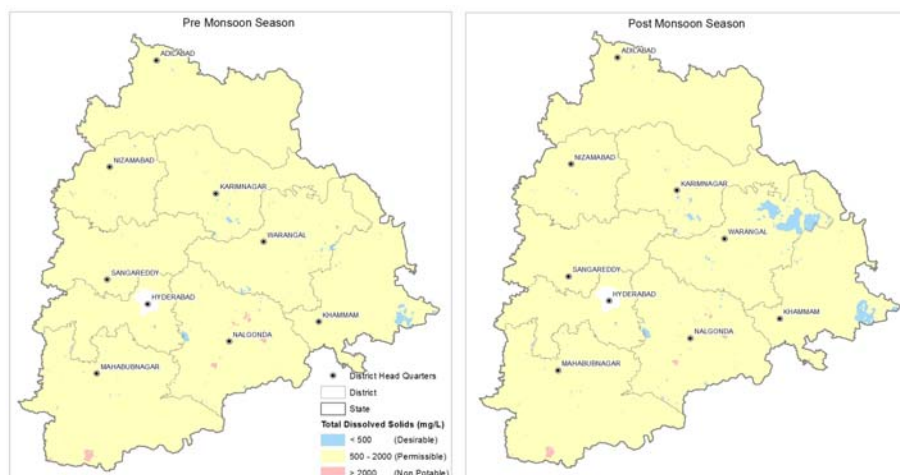 Pre Monsoon Season
ADILABAD
NIZAMABAD
KARIMNAGAR
WARANGAL
SANGAREDDY
HYDERABAD
KHAMMAM
NALGONDA
MAHABUBNAGAR
District Head Quarters
District
State
Total Dissolved Solids (mg/L)
< 500 (Desirable)
500 - 2000 (Permissible)
> 2000 (Non Potable)
Post Monsoon Season
ADILABAD
NIZAMABAD
KARIMNAGAR
WARANGAL
SANGAREDDY
HYDERABAD
KHAMMAM
NALGONDA
MAHABUBNAGAR